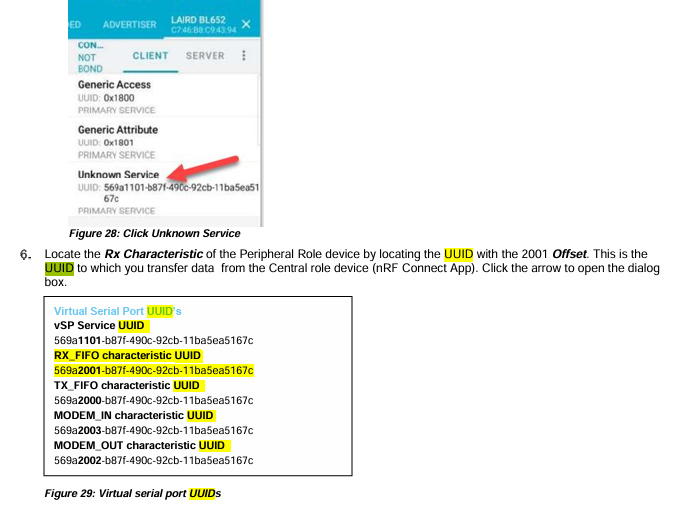 ED ADVERTISER LAIRD BL652
C7:46:B8:C9:43:94 ×
CON...
NOT
BOND
CLIENT SERVER
Generic Access
UUID: 0x1800
PRIMARY SERVICE
Generic Attribute
UUID: 0x1801
PRIMARY SERVICE
Unknown Service
UUID: 569a1101-b87f-490c-92cb-11ba5ea51
67c
PRIMARY SERVICE
Figure 28: Click Unknown Service
6. Locate the Rx Characteristic of the Peripheral Role device by locating the UUID with the 2001 Offset. This is the
UUID to which you transfer data from the Central role device (nRF Connect App). Click the arrow to open the dialog
box.
Virtual Serial Port UUID's
vSP Service UUID
569a1101-b87f-490c-92cb-11ba5ea5167c
RX_FIFO characteristic UUID
569a2001-b87f-490c-92cb-11ba5ea5167c
TX_FIFO characteristic UUID
569a2000-b87f-490c-92cb-11ba5ea5167c
MODEM_IN characteristic UUID
569a2003-b87f-490c-92cb-11ba5ea5167c
MODEM_OUT characteristic UUID
569a2002-b87f-490c-92cb-11ba5ea5167c
Figure 29: Virtual serial port UUIDs